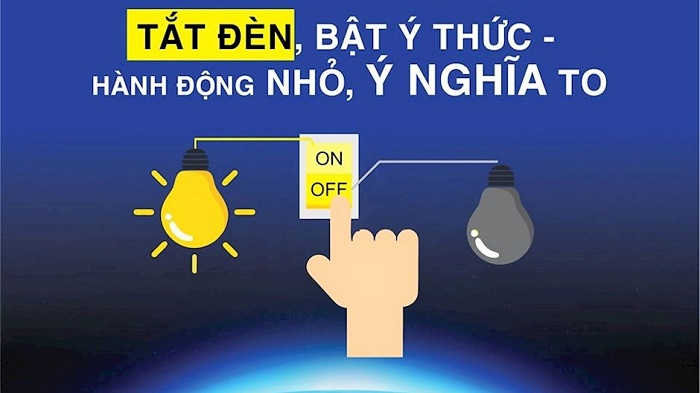 TẮT ĐÈN, BẬT Ý THỨC -
HÀNH ĐỘNG NHỎ, Ý NGHĨA TO
ON
OFF